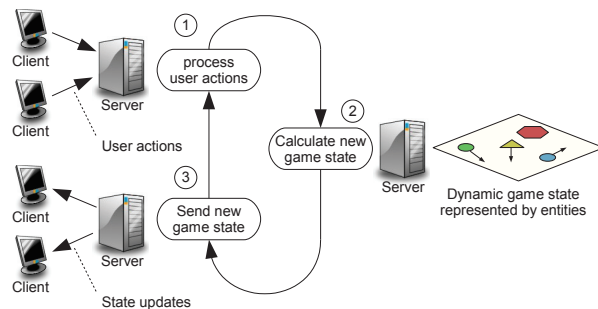 1
Client
process
user actions
Server
Client
User actions
2
Calculate new
game state
Server
Dynamic game state
represented by entities
3
Client
Send new
game state
Server
Client
State updates